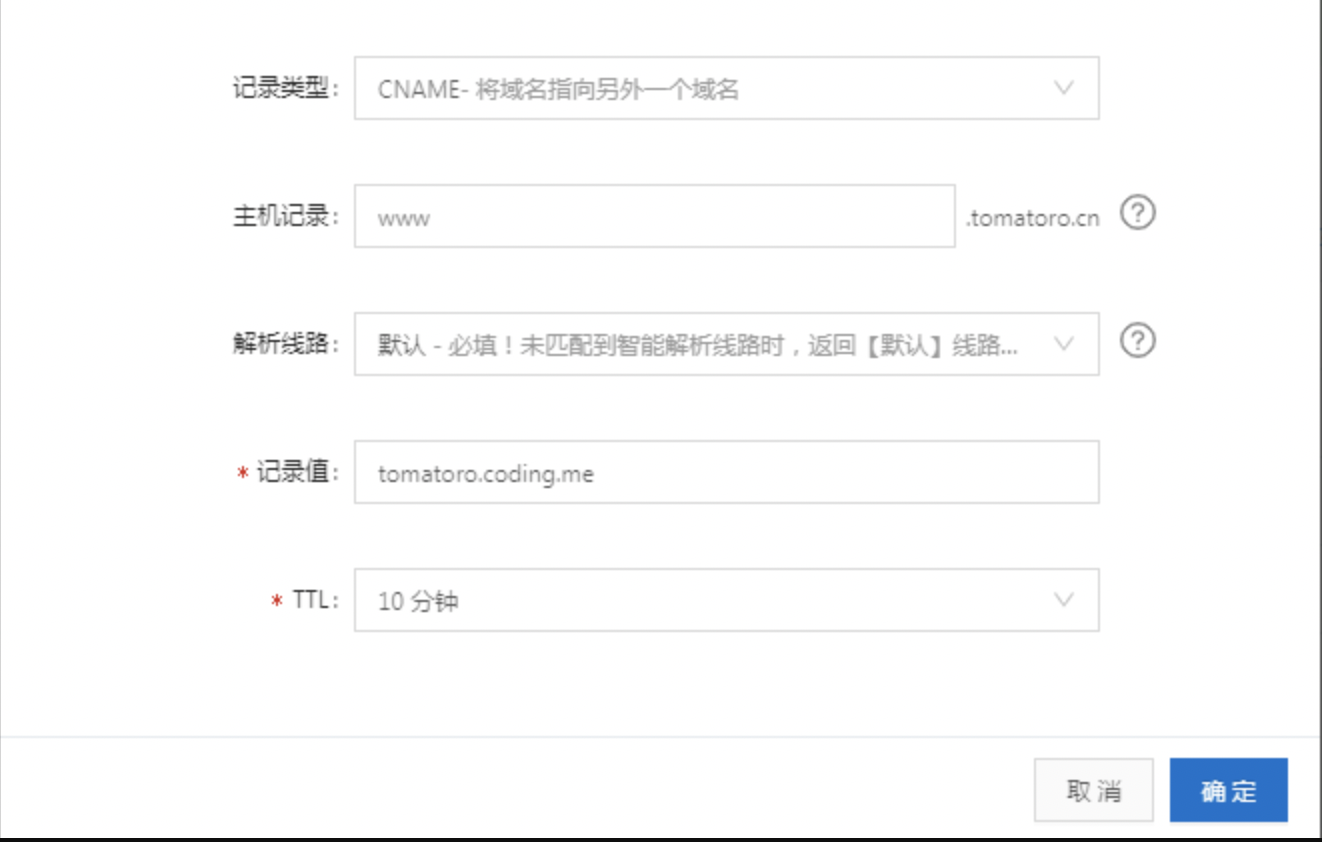 记录类型: CNAME- 将域名指向另外一个域名
主机记录: www .tomatoro.cn ?
解析线路: 默认 - 必填！未匹配到智能解析线路时，返回【默认】线路... ?
* 记录值: tomatoro.coding.me
* TTL: 10 分钟
取 消 确 定